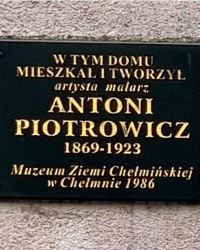 W TYM DOMU
MIESZKAŁ I TWORZYŁ
artysta malarz
ANTONI
PIOTROWICZ
1869-1923
Muzeum Ziemi Chełmińskiej
w Chełmnie 1986